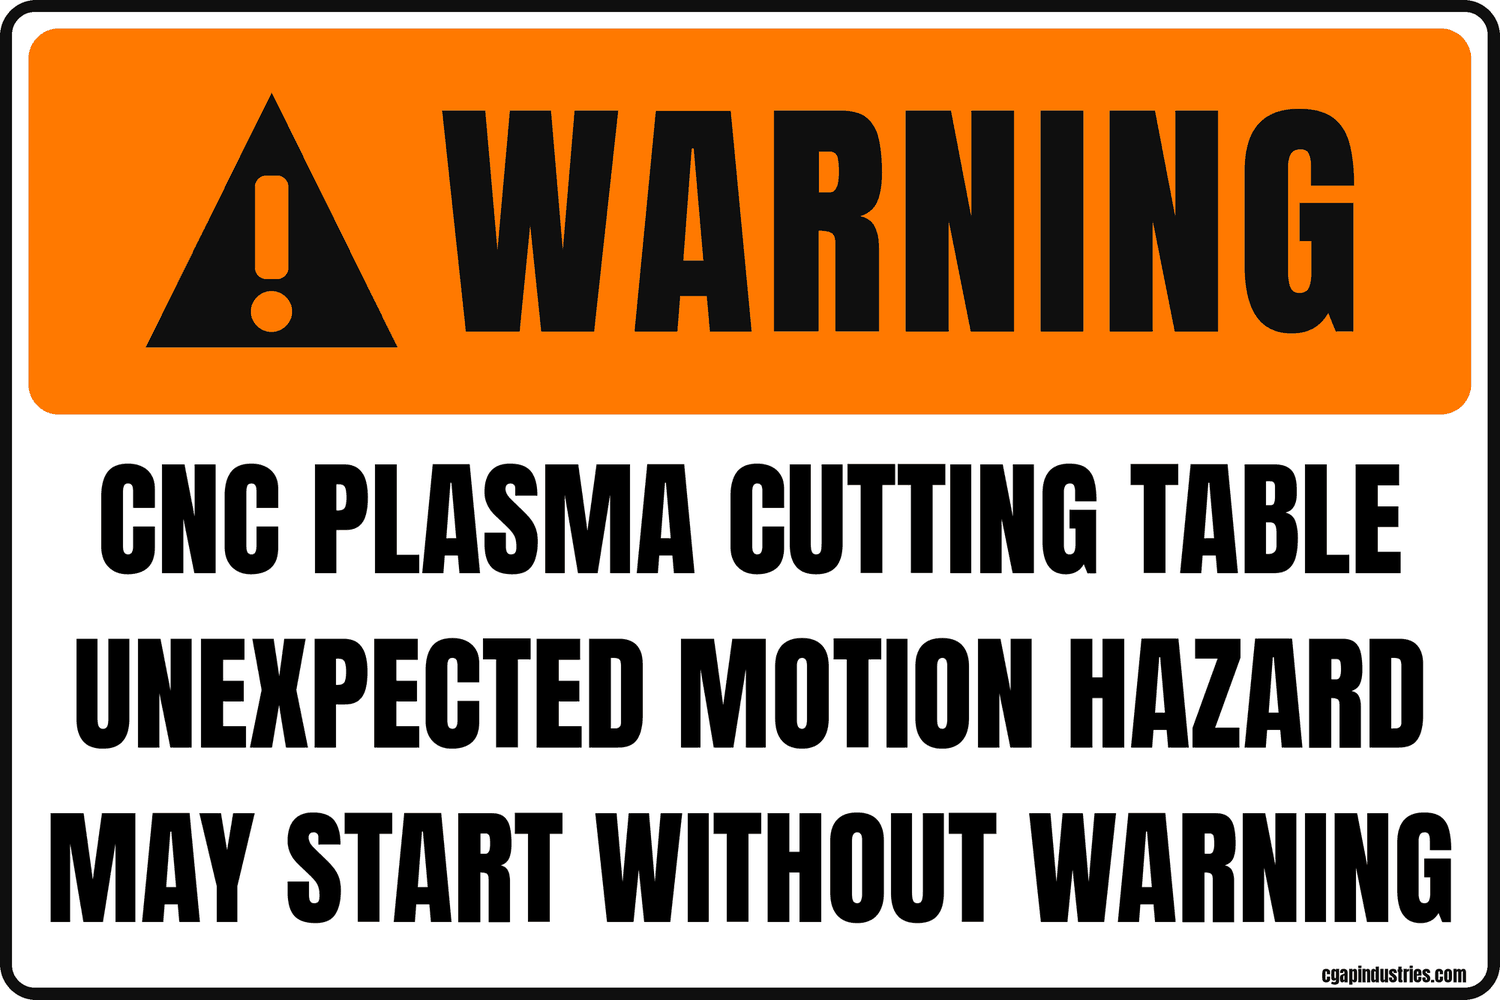 WARNING
CNC PLASMA CUTTING TABLE
UNEXPECTED MOTION HAZARD
MAY START WITHOUT WARNING
cgapindustries.com